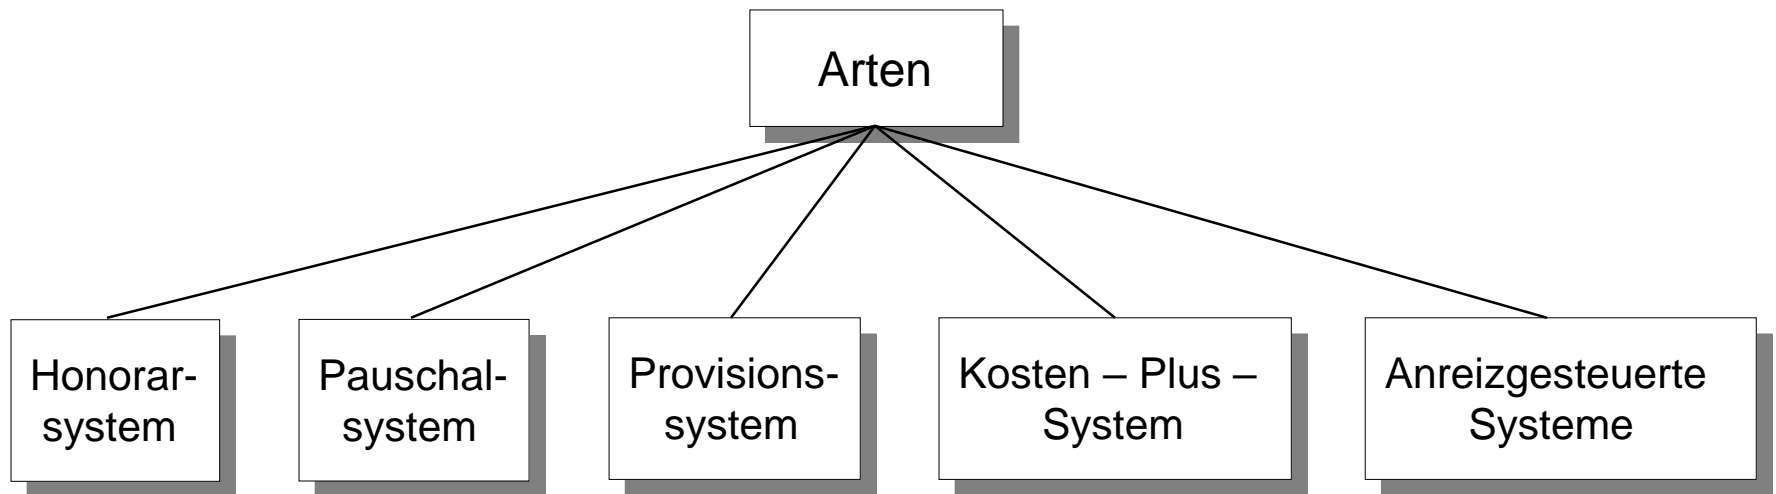 Arten
Honorar-
system
Pauschal-
system
Provisions-
system
Kosten – Plus –
System
Anreizgesteuerte
Systeme